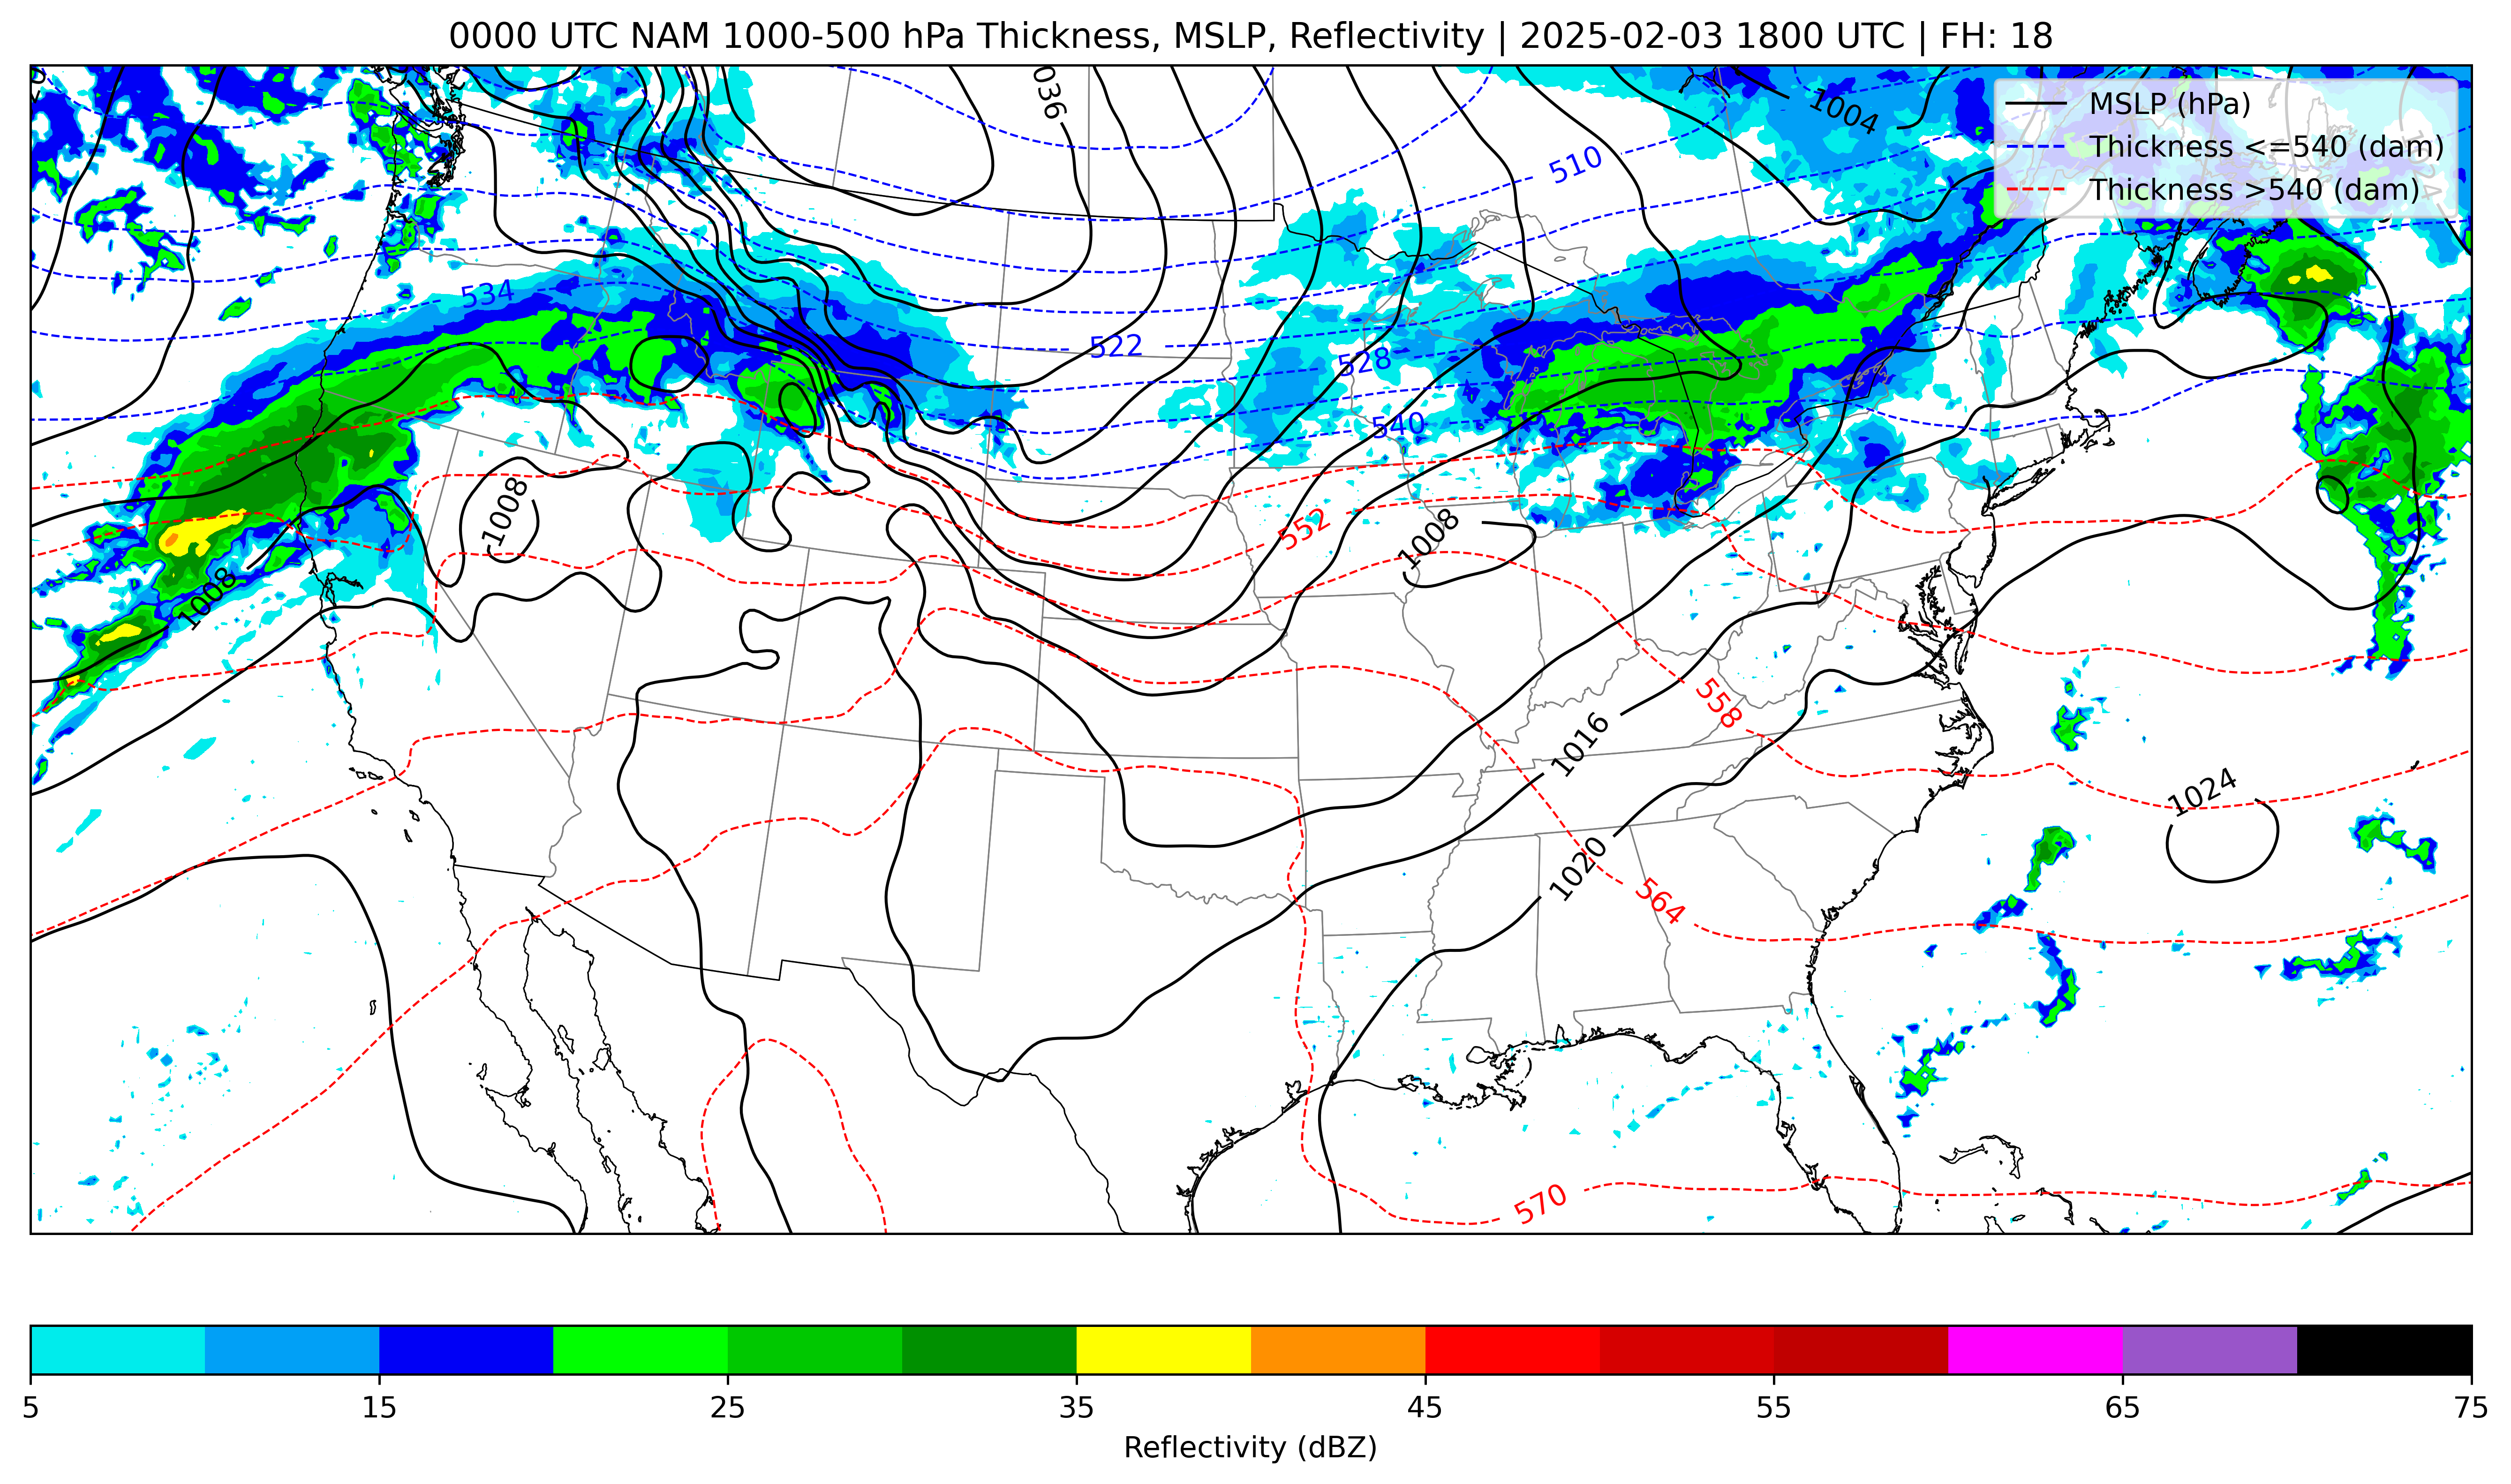 0000 UTC NAM 1000-500 hPa Thickness, MSLP, Reflectivity | 2025-02-03 1800 UTC | FH: 18
MSLP (hPa)
Thickness <=540 (dam)
Thickness >540 (dam)
036
1004
510
534
522
528
540
552
1008
1008
1008
558
1016
1024
1020
564
570
5 15 25 35 45 55 65 75
Reflectivity (dBZ)